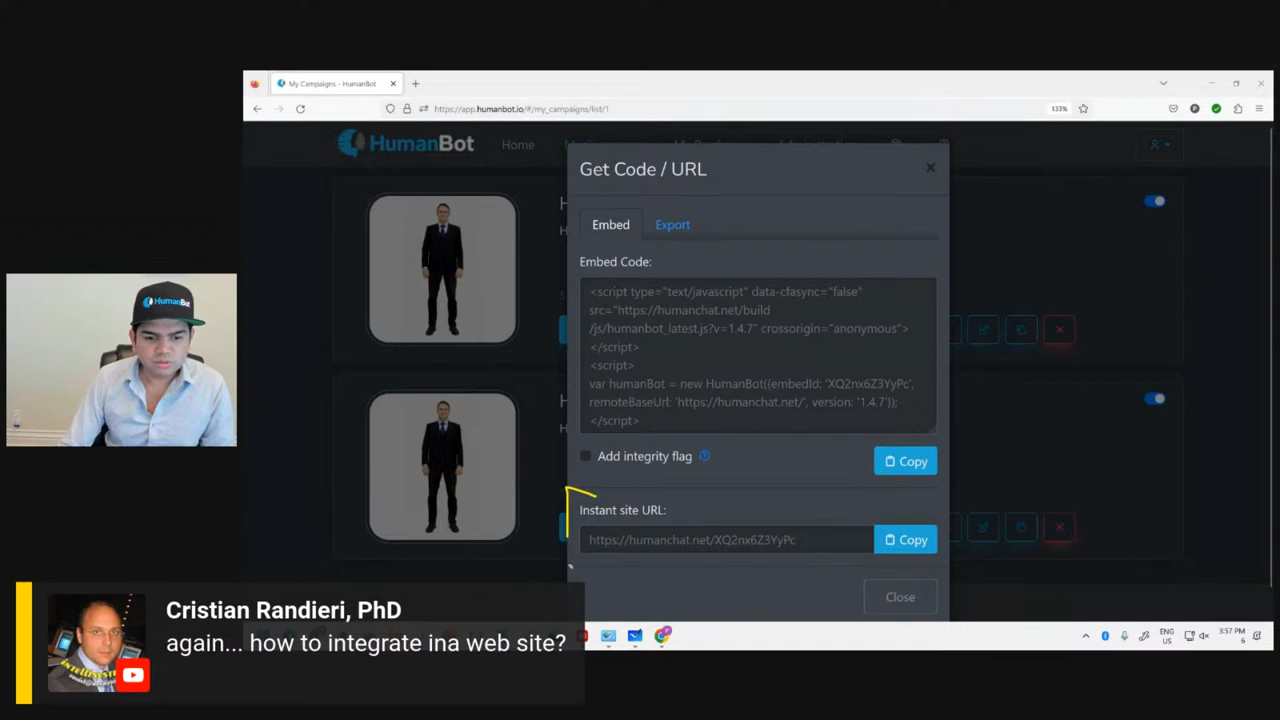 My Campaigns - HumanBot
https://app.humanbot.io/#/my_campaigns/list/1
133%
HumanBot
Home
Get Code / URL
Embed
Export
Embed Code:
<script type="text/javascript" data-cfasync="false"
src="https://humanchat.net/build
/js/humanbot_latest.js?v=1.4.7" crossorigin="anonymous">
</script>
<script>
var humanBot = new HumanBot({embedId: 'XQ2nx6Z3YyPc',
remoteBaseUrl: 'https://humanchat.net/', version: '1.4.7'});
</script>
Add integrity flag
Copy
Instant site URL:
https://humanchat.net/XQ2nx6Z3YyPc
Copy
Close
HumanBot
Cristian Randieri, PhD
again... how to integrate ina web site?
ENG
US
3:57 PM
6